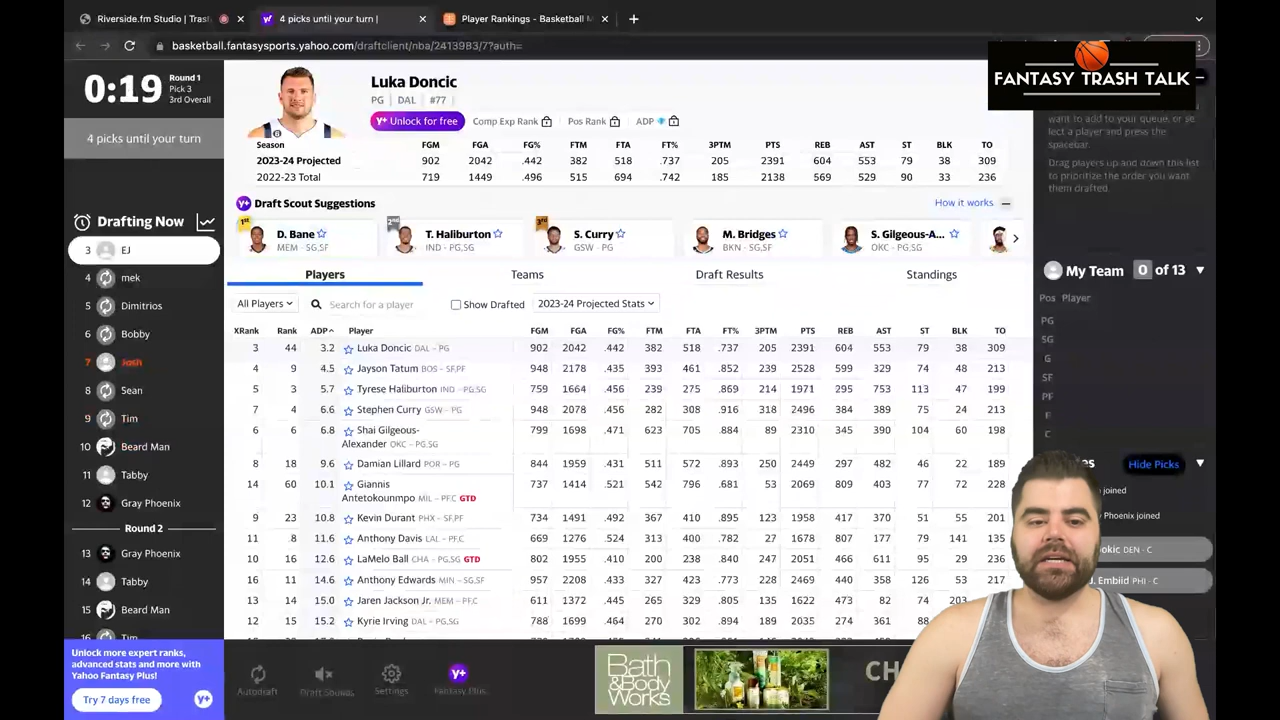 Riverside.fm Studio | Tras
4 picks until your turn |
Player Rankings - Basketball M
basketball.fantasysports.yahoo.com/draftclient/nba/2413983/7?auth=
FANTASY TRASH TALK
0:19
Round 1
Pick 3
3rd Overall
4 picks until your turn
Drafting Now
3 EJ
4 mek
5 Dimitrios
6 Bobby
7 Josh
8 Sean
9 Tim
10 Beard Man
11 Tabby
12 Gray Phoenix
Round 2
13 Gray Phoenix
14 Tabby
15 Beard Man
16 Tim
Unlock more expert ranks,
advanced stats and more with
Yahoo Fantasy Plus!
Try 7 days free
Luka Doncic
PG DAL #77
Unlock for free Comp Exp Rank Pos Rank ADP
Season FGM FGA FG% FTM FTA FT% 3PTM PTS REB AST ST BLK TO
2023-24 Projected 902 2042 .442 382 518 .737 205 2391 604 553 79 38 309
2022-23 Total 719 1449 .496 515 694 .742 185 2138 569 529 90 33 236
Draft Scout Suggestions How it works
1st D. Bane MEM - SG,SF
2nd T. Haliburton IND - PG,SG
3rd S. Curry GSW - PG
M. Bridges BKN - SG,SF
S. Gilgeous-A... OKC - PG,SG
Players Teams Draft Results Standings
All Players Search for a player Show Drafted 2023-24 Projected Stats
XRank Rank ADP Player FGM FGA FG% FTM FTA FT% 3PTM PTS REB AST ST BLK TO
3 44 3.2 Luka Doncic DAL - PG 902 2042 .442 382 518 .737 205 2391 604 553 79 38 309
4 9 4.5 Jayson Tatum BOS - SF,PF 948 2178 .435 393 461 .852 239 2528 599 329 74 48 213
5 3 5.7 Tyrese Haliburton IND - PG,SG 759 1664 .456 239 275 .869 214 1971 295 753 113 47 199
7 4 6.6 Stephen Curry GSW - PG 948 2078 .456 282 308 .916 318 2496 384 389 75 24 213
6 6 6.8 Shai Gilgeous-Alexander OKC - PG,SG 799 1698 .471 623 705 .884 89 2310 345 390 104 60 198
8 18 9.6 Damian Lillard POR - PG 844 1959 .431 511 572 .893 250 2449 297 482 46 22 189
14 60 10.1 Giannis Antetokounmpo MIL - PF,C GTD 737 1414 .521 542 796 .681 53 2069 809 403 77 72 228
9 23 10.8 Kevin Durant PHX - SF,PF 734 1491 .492 367 410 .895 123 1958 417 370 51 55 201
11 8 11.6 Anthony Davis LAL - PF,C 669 1276 .524 313 400 .782 27 1678 807 177 79 141 135
10 16 12.6 LaMelo Ball CHA - PG,SG GTD 802 1955 .410 200 238 .840 247 2051 466 611 95 29 236
16 11 14.6 Anthony Edwards MIN - SG,SF 957 2208 .433 327 423 .773 228 2469 440 358 126 53 217
13 14 15.0 Jaren Jackson Jr. MEM - PF,C 611 1372 .445 265 329 .805 135 1622 473 82 74 203
12 15 15.2 Kyrie Irving DAL - PG,SG 788 1699 .464 270 302 .894 189 2035 274 361 88
want to add to your queue, or se
lect a player and press the
spacebar.
Drag players up and down this list
to prioritize the order you want
them drafted.
My Team 0 of 13
Pos Player
PG
SG
G
SF
PF
F
C
Hide Picks
joined
Phoenix joined
Jokic DEN - C
J. Embiid PHI - C
Autodraft Draft Sounds Settings Fantasy Plus
Bath
&Body
Works
CH